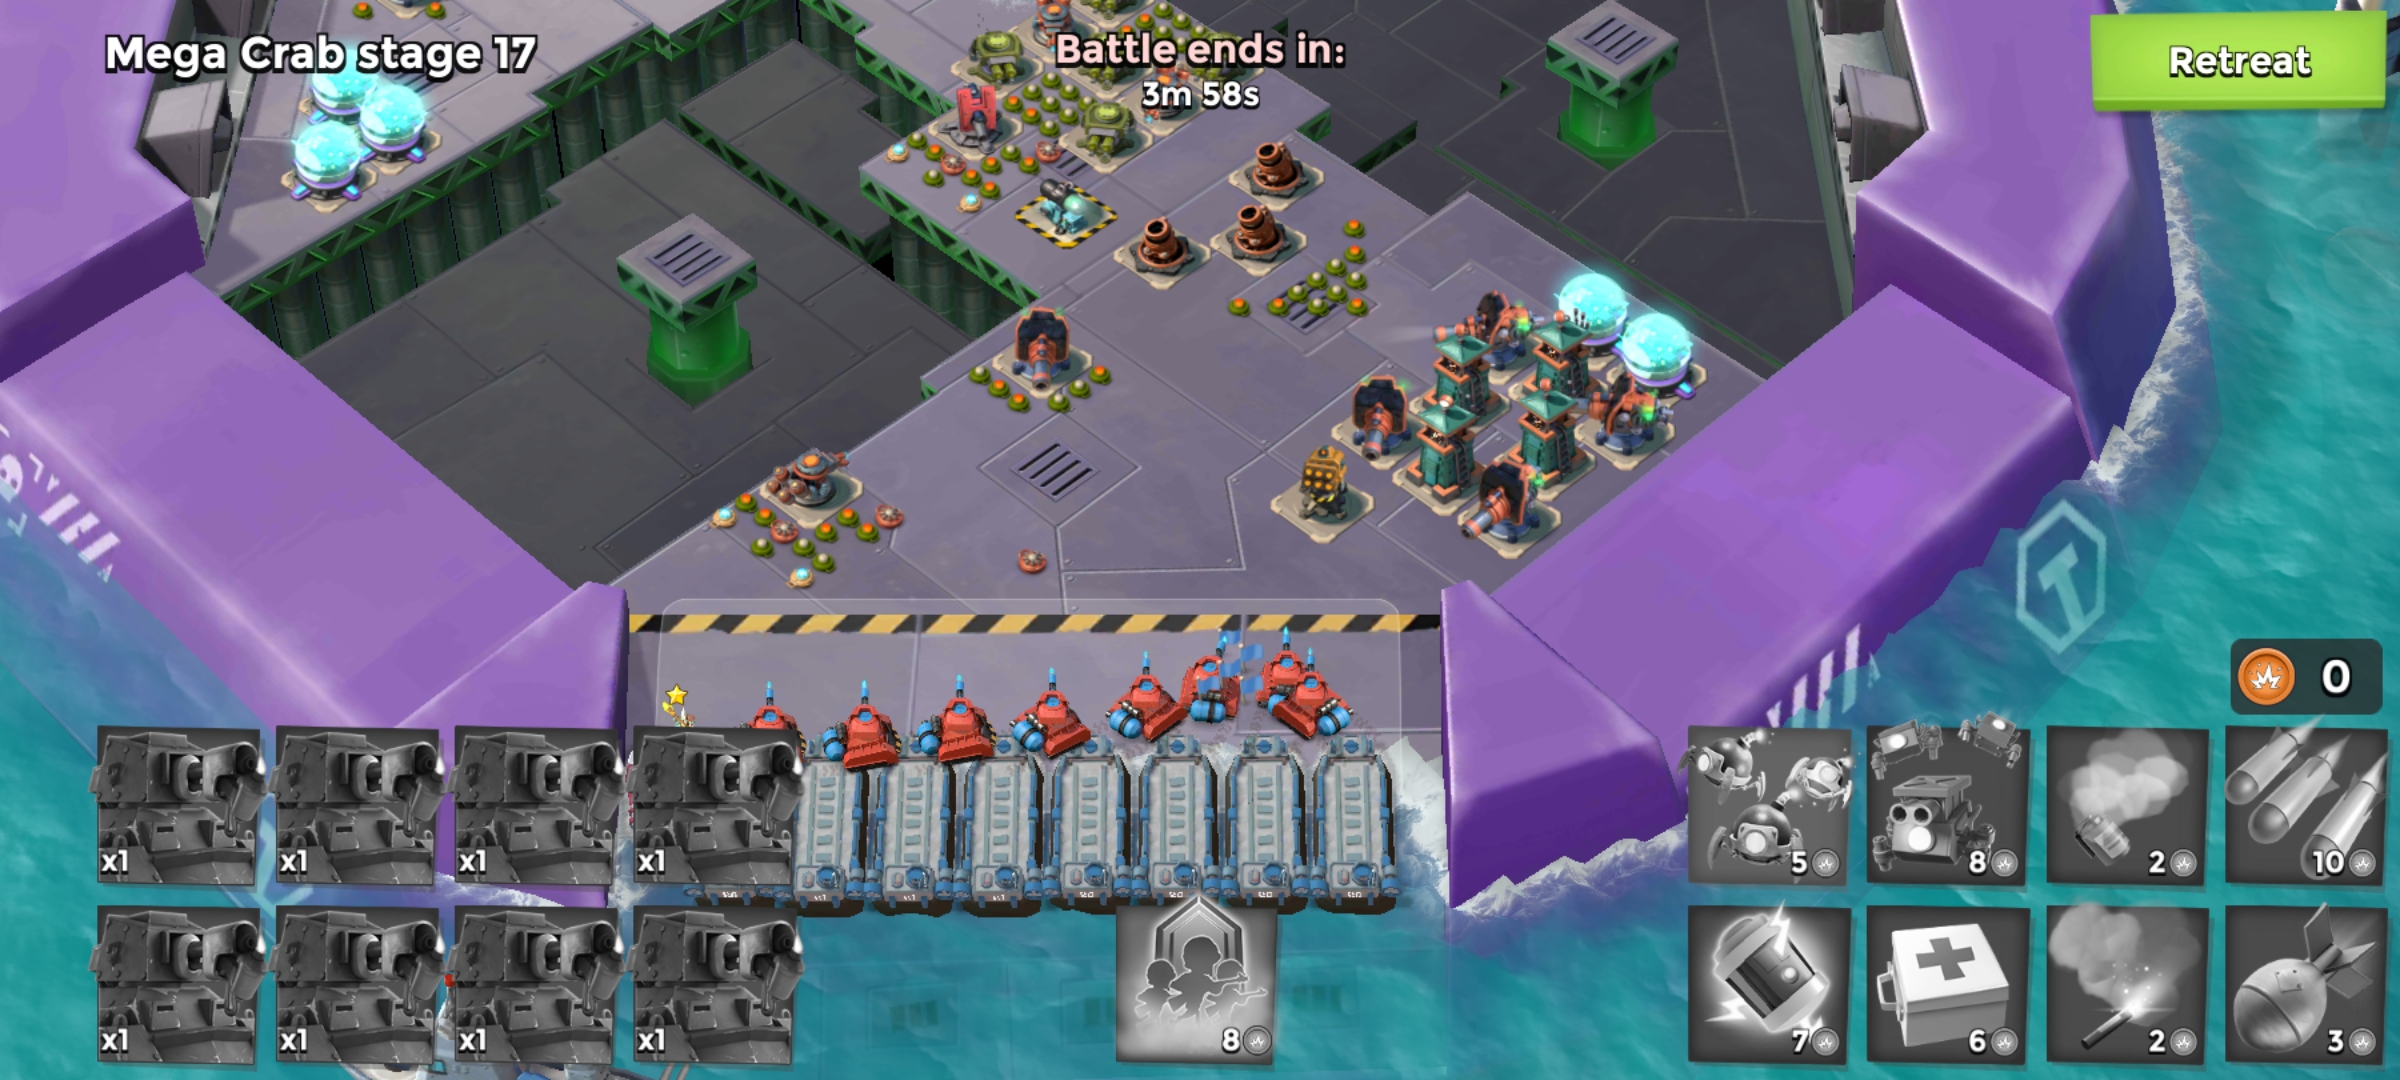 Mega Crab stage 17
Battle ends in:
3m 58s
Retreat
0
x1
x1
x1
x1
5
8
2
10
x1
x1
x1
x1
8
7
6
2
3